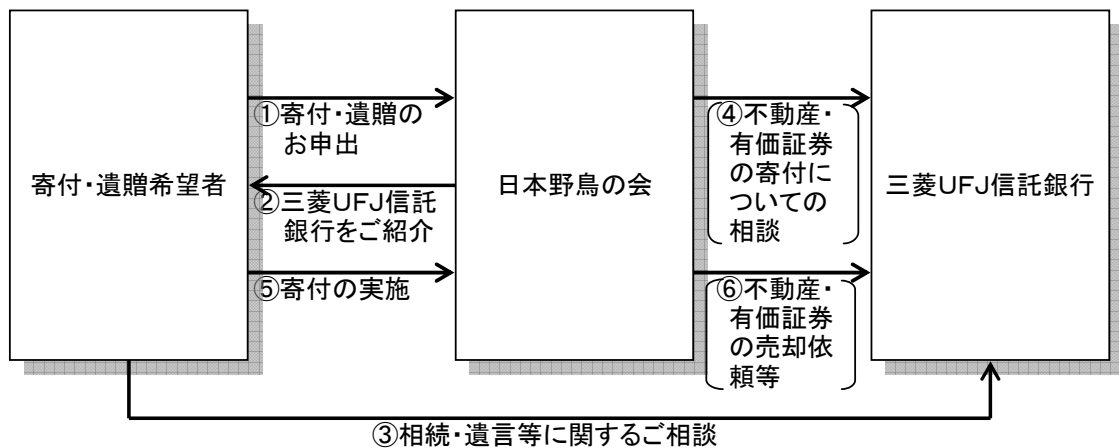 寄付・遺贈希望者
①寄付・遺贈の
お申出
②三菱UFJ信託
銀行をご紹介
⑤寄付の実施
日本野鳥の会
④不動産・
有価証券
の寄付に
ついての
相談
⑥不動産・
有価証券
の売却依
頼等
三菱UFJ信託銀行
③相続・遺言等に関するご相談